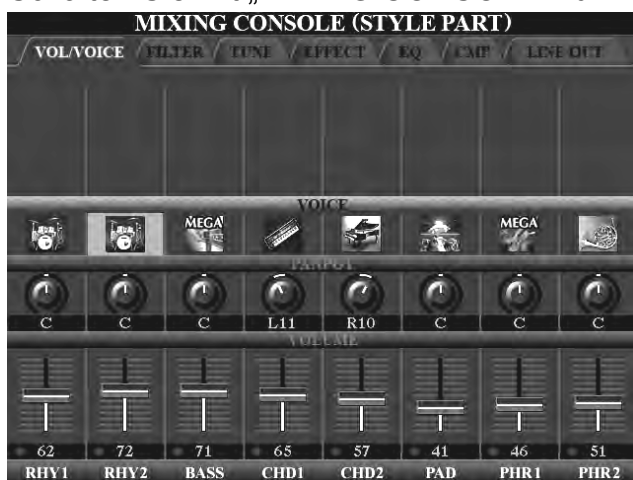 MIXING CONSOLE (STYLE PART)
VOL/VOICE FILTER TUNE EFFECT EQ CMP LINE OUT
VOICE
MEGA MEGA
PANPOT
C C C L11 R10 C C C
VOLUME
62 72 71 65 57 41 46 51
RHY1 RHY2 BASS CHD1 CHD2 PAD PHR1 PHR2